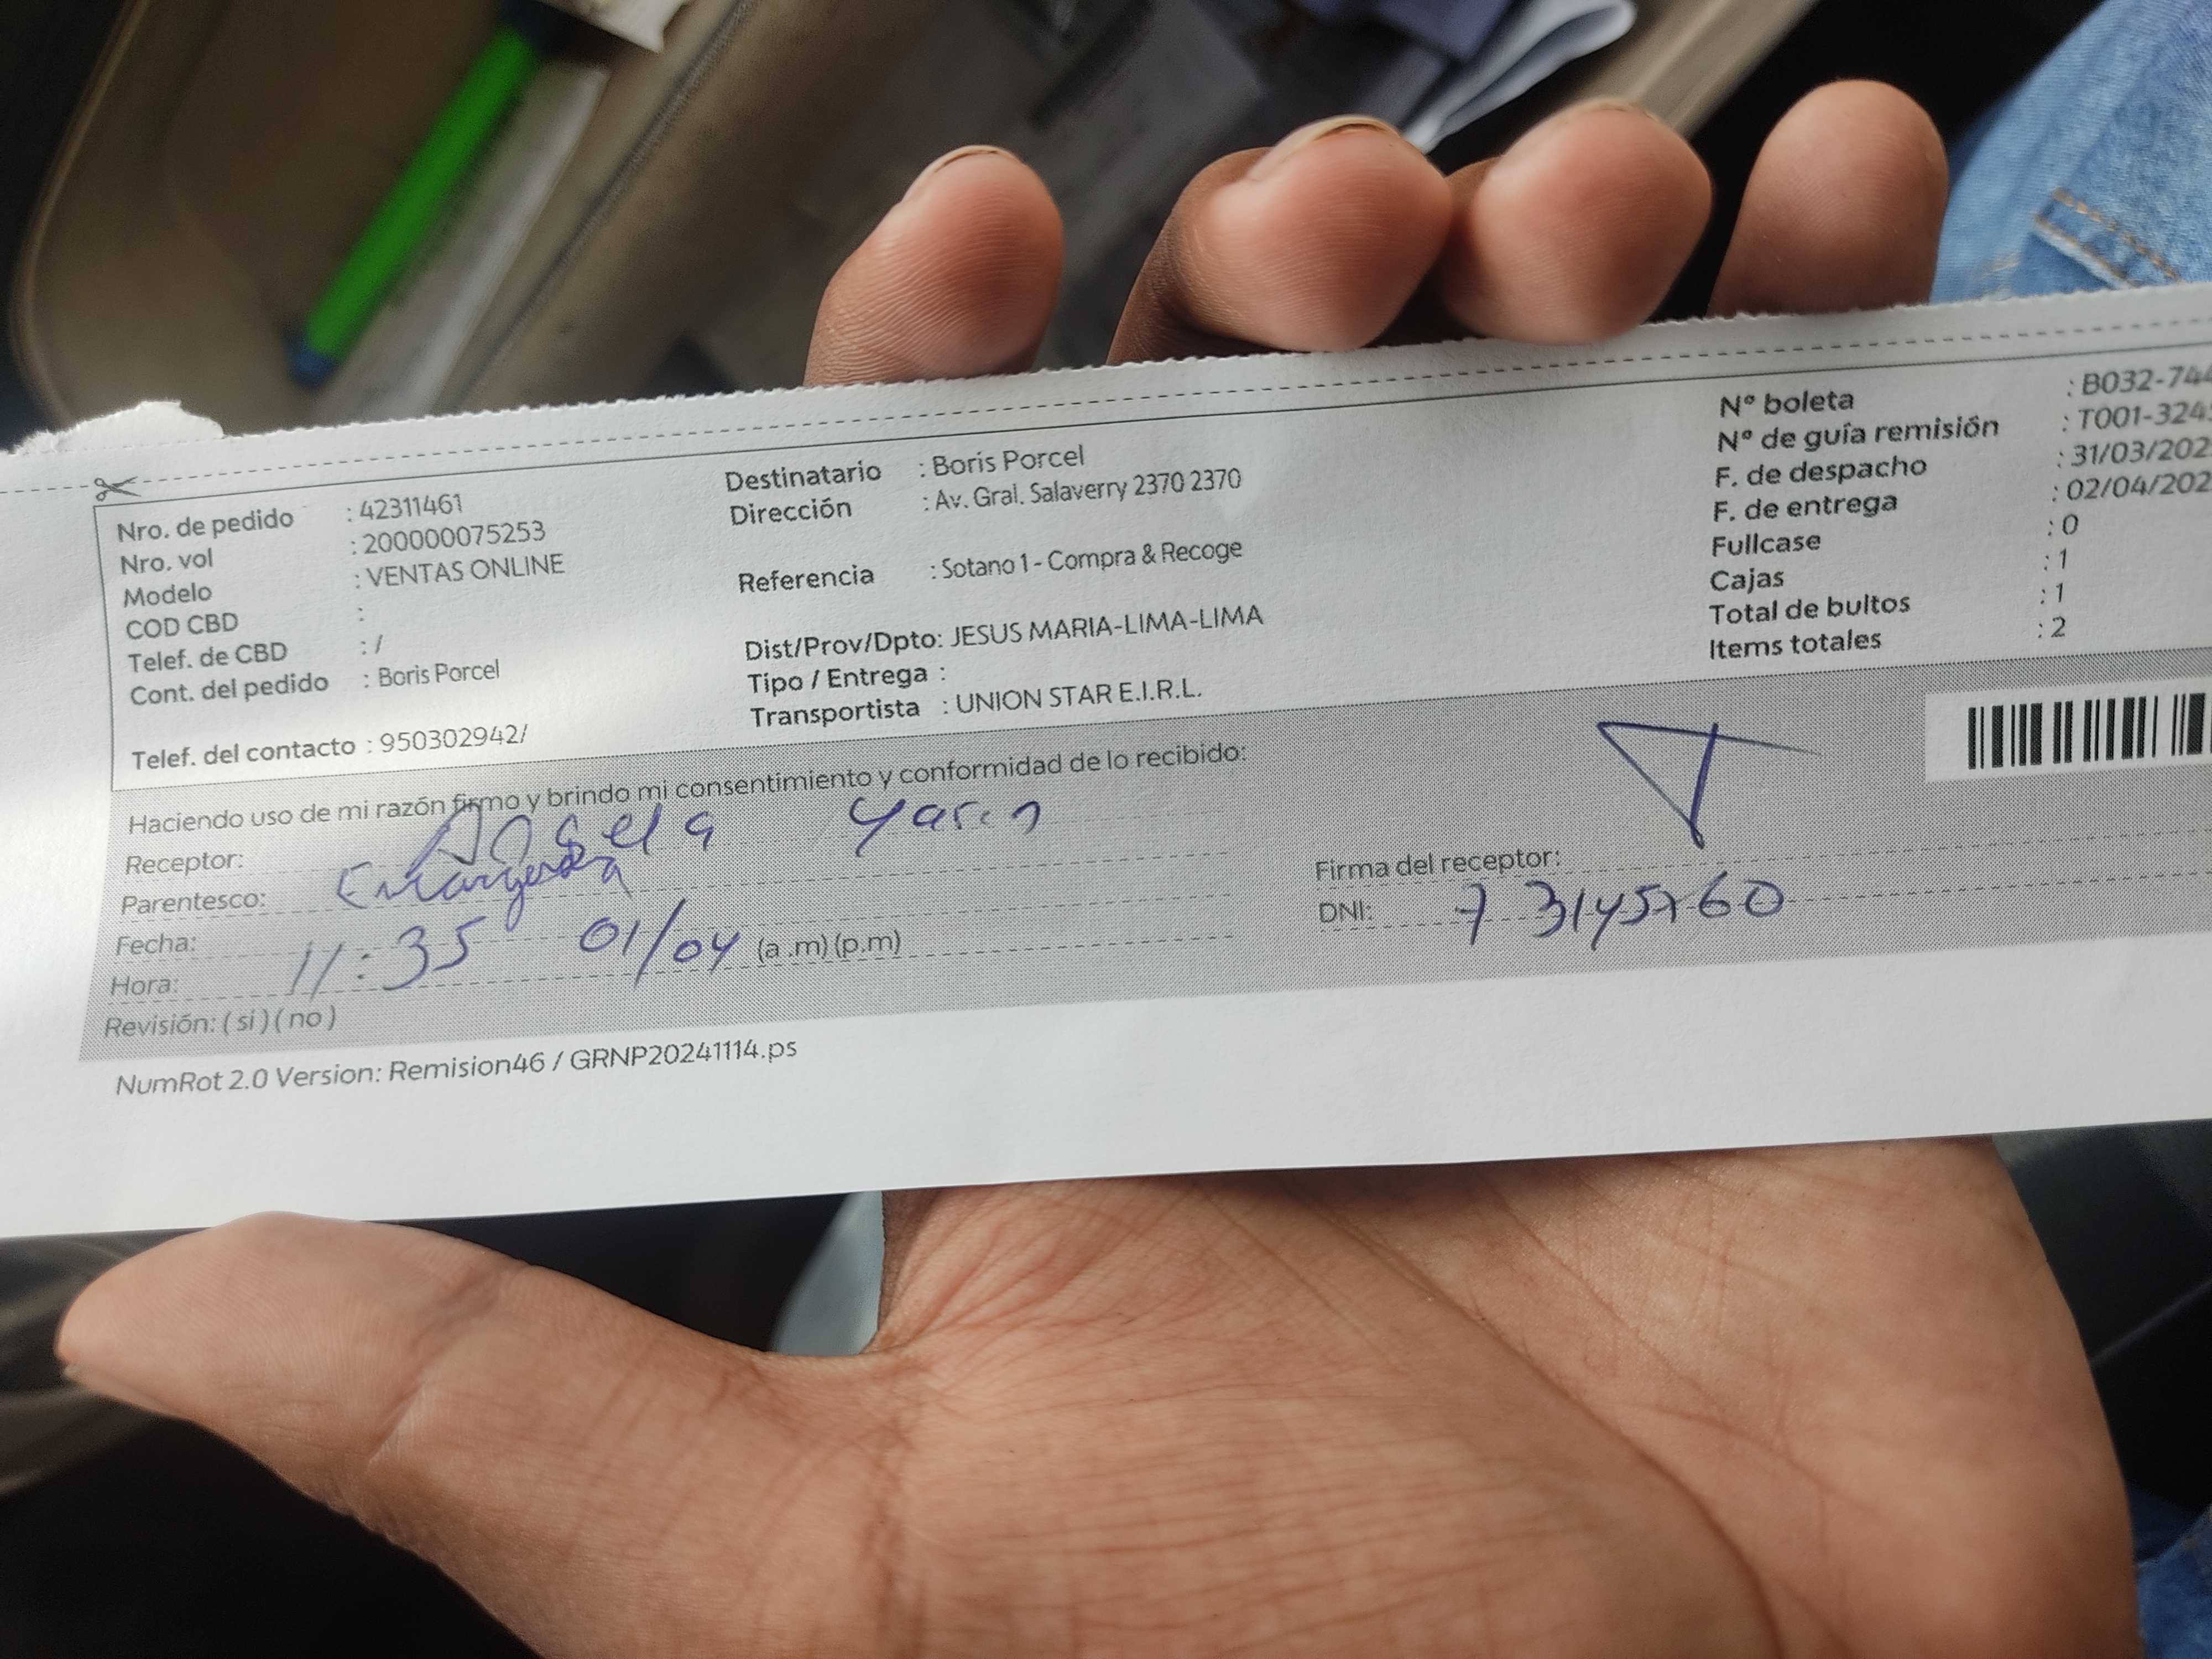 Nro. de pedido : 42311461
Nro. vol : 200000075253
Modelo : VENTAS ONLINE
COD CBD :
Telef. de CBD : /
Cont. del pedido : Boris Porcel
Telef. del contacto : 950302942/
Destinatario : Boris Porcel
Dirección : Av. Gral. Salaverry 2370 2370
Referencia : Sotano 1 - Compra & Recoge
Dist/Prov/Dpto: JESUS MARIA-LIMA-LIMA
Tipo / Entrega :
Transportista : UNION STAR E.I.R.L.
N° boleta : B032-744
N° de guía remisión : T001-324
F. de despacho : 31/03/202
F. de entrega : 02/04/202
Fullcase : 0
Cajas : 1
Total de bultos : 1
Items totales : 2
Haciendo uso de mi razón firmo y brindo mi consentimiento y conformidad de lo recibido:
Receptor: Angela
Parentesco: Encargada
Fecha: 01/04
Hora: 11:35 (a .m) (p.m)
Revisión: ( si ) ( no )
Firma del receptor:
DNI:
NumRot 2.0 Version: Remision46 / GRNP20241114.ps